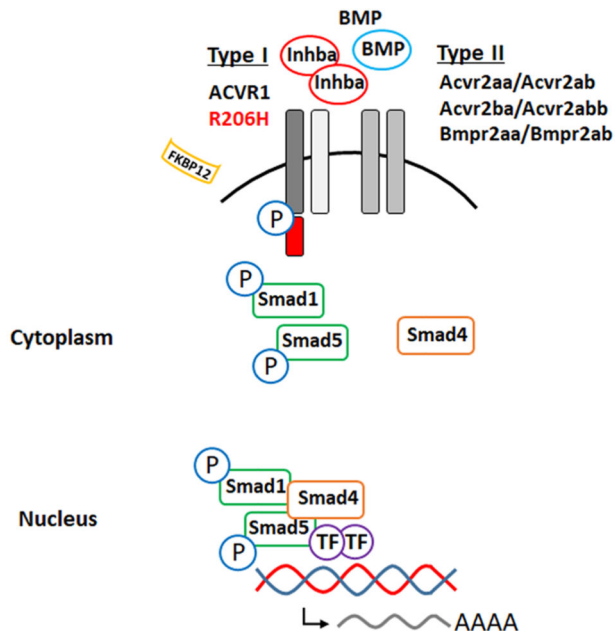 BMP
Type I
Inhba
BMP
Type II
Inhba
ACVR1
R206H
Acvr2aa/Acvr2ab
Acvr2ba/Acvr2abb
Bmpr2aa/Bmpr2ab
FKBP12
P
P
Smad1
Cytoplasm
Smad5
Smad4
P
P
Smad1
Smad4
Nucleus
Smad5
TF
TF
P
AAAA